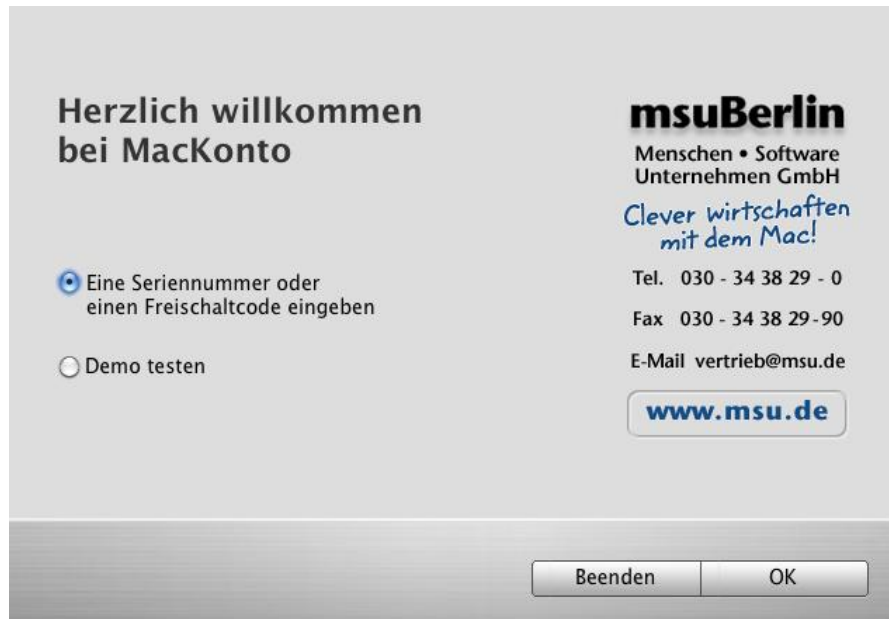 Herzlich willkommen
bei MacKonto
Eine Seriennummer oder
einen Freischaltcode eingeben
Demo testen
msuBerlin
Menschen • Software
Unternehmen GmbH
Clever wirtschaften
mit dem Mac!
Tel. 030 - 34 38 29 - 0
Fax 030 - 34 38 29 - 90
E-Mail vertrieb@msu.de
www.msu.de
Beenden
OK